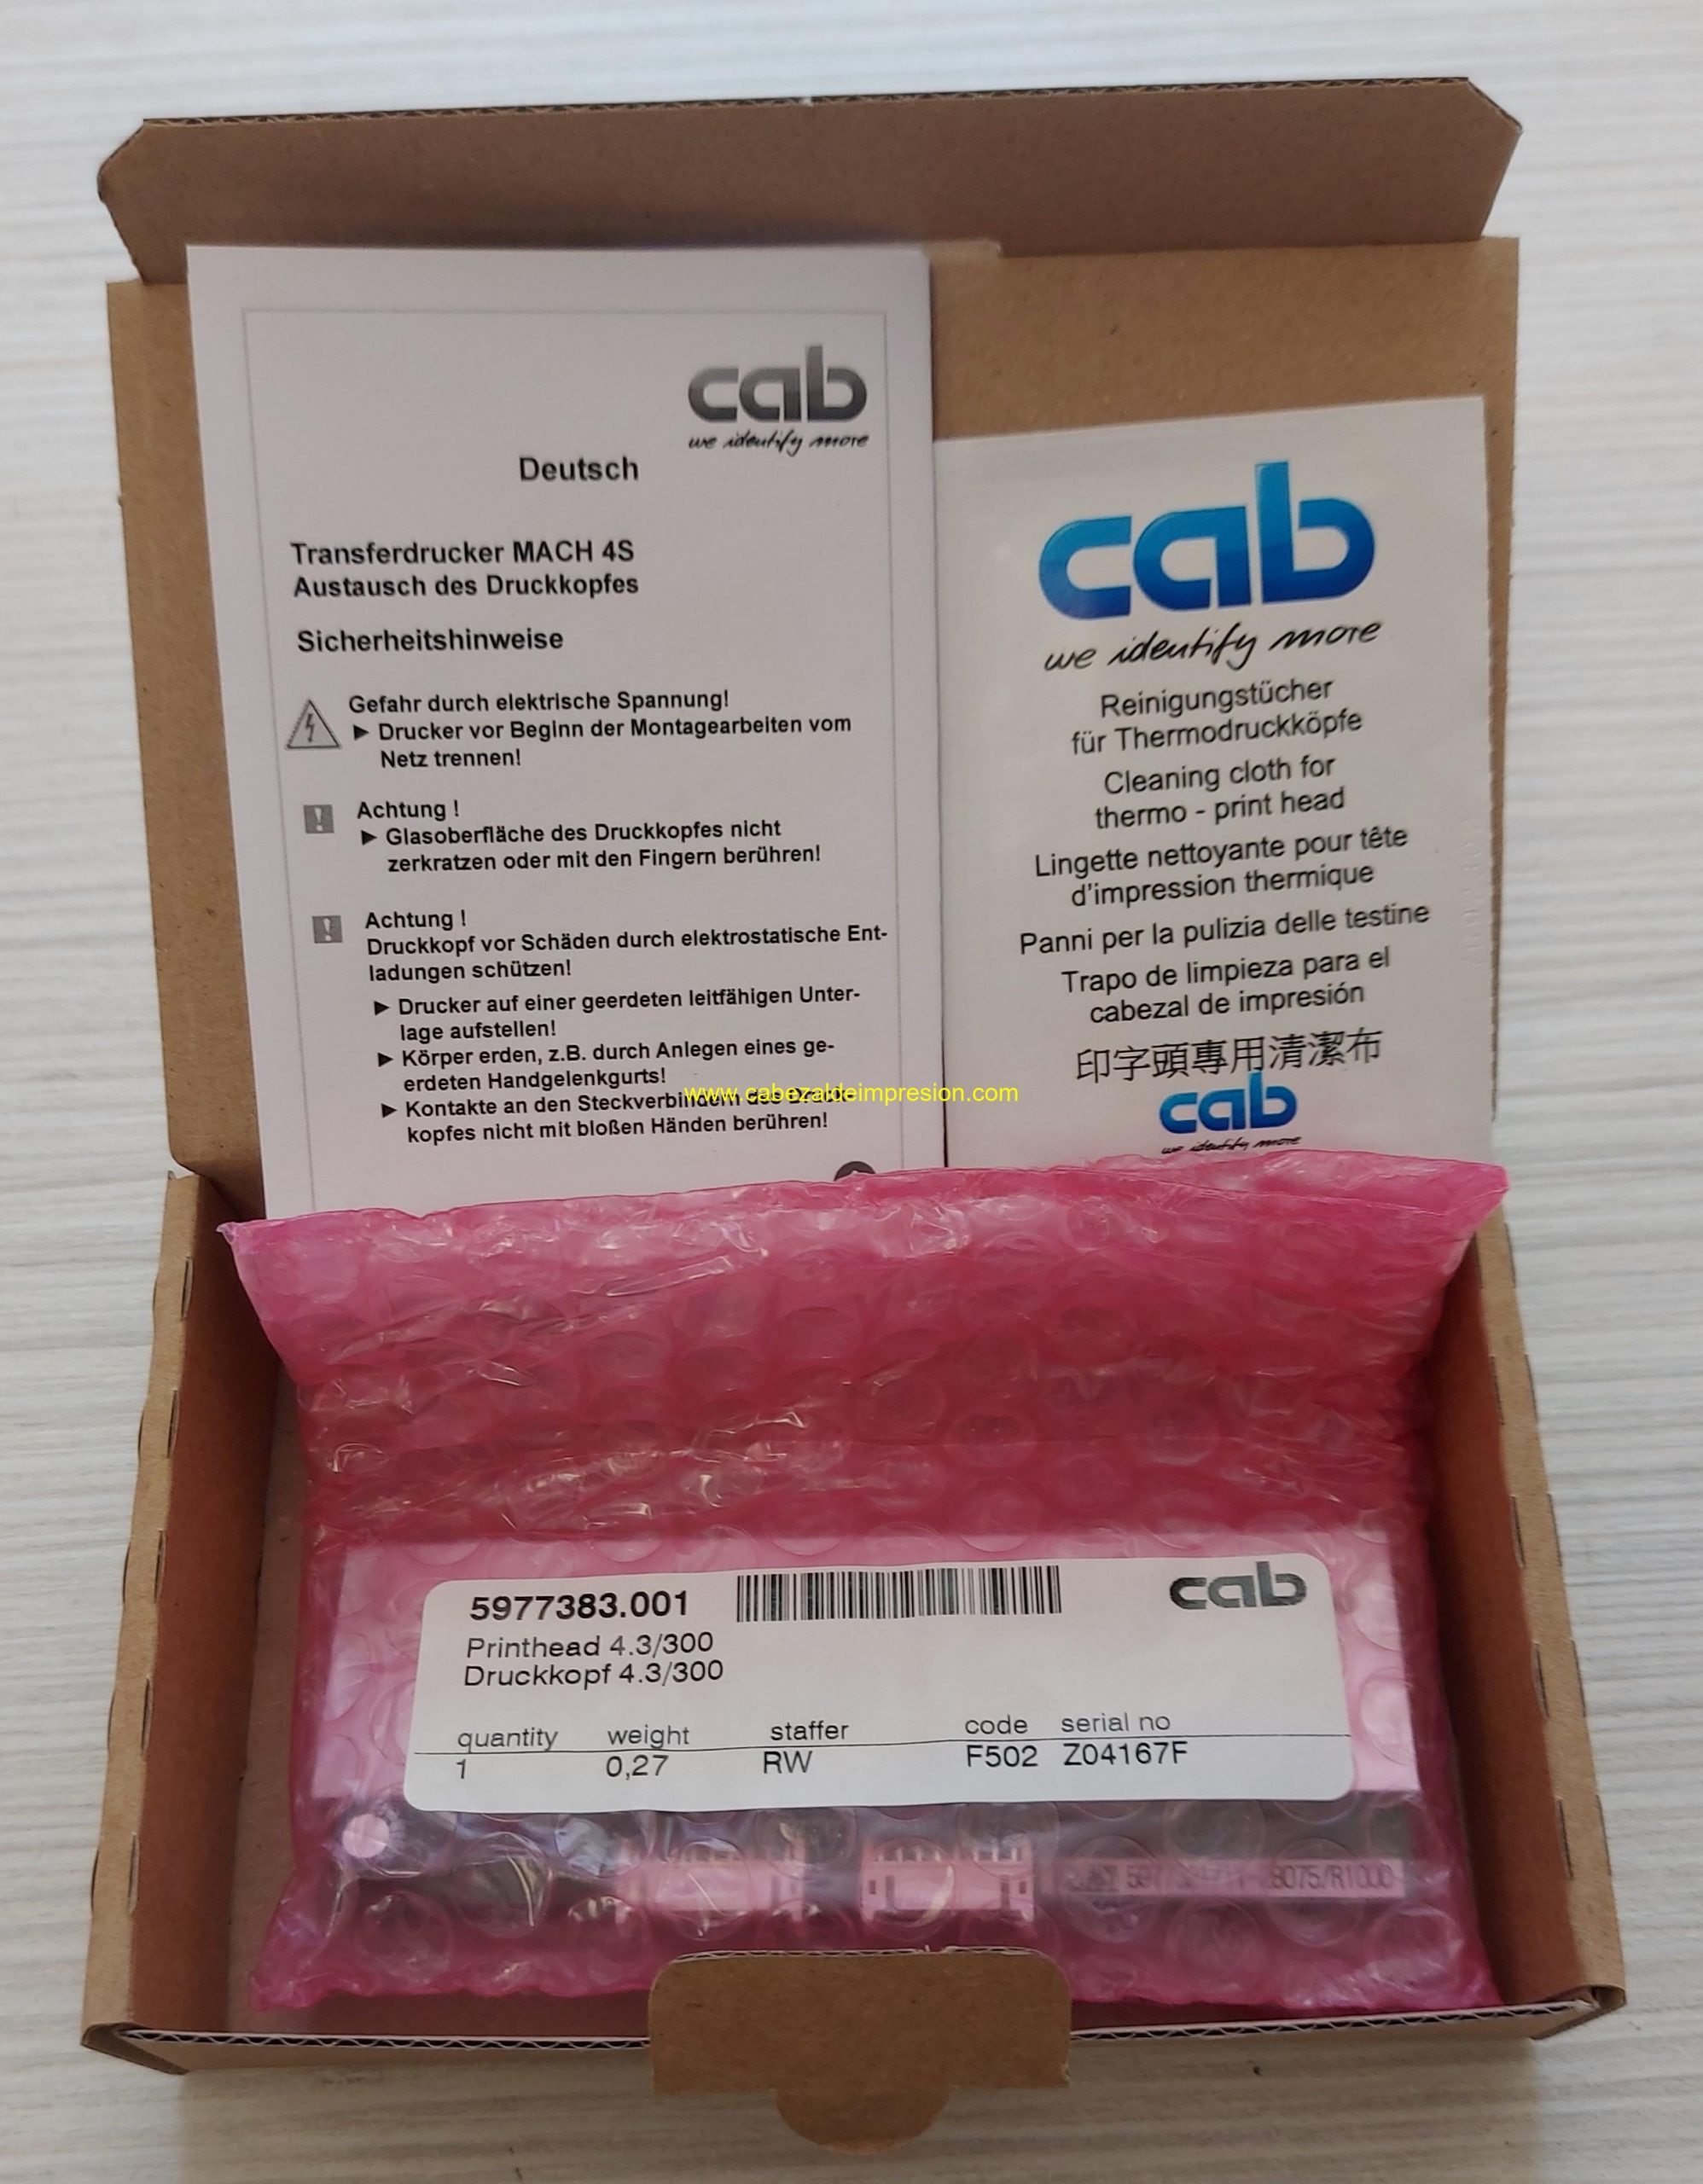 cab
we identify more
Deutsch
Transferdrucker MACH 4S
Austausch des Druckkopfes
Sicherheitshinweise
Gefahr durch elektrische Spannung!
► Drucker vor Beginn der Montagearbeiten vom
Netz trennen!
Achtung !
► Glasoberfläche des Druckkopfes nicht
zerkratzen oder mit den Fingern berühren!
Achtung !
Druckkopf vor Schäden durch elektrostatische Ent-
ladungen schützen!
► Drucker auf einer geerdeten leitfähigen Unter-
lage aufstellen!
► Körper erden, z.B. durch Anlegen eines ge-
erdeten Handgelenkgurts!
► Kontakte an den Steckverbindern des Druck-
kopfes nicht mit bloßen Händen berühren!
www.cabezaldeimpresion.com
cab
we identify more
Reinigungstücher
für Thermodruckköpfe
Cleaning cloth for
thermo - print head
Lingette nettoyante pour tête
d'impression thermique
Panni per la pulizia delle testine
Trapo de limpieza para el
cabezal de impresión
印字頭專用清潔布
cab
we identify more
5977383.001
cab
Printhead 4.3/300
Druckkopf 4.3/300
quantity weight staffer code serial no
1 0,27 RW F502 Z04167F